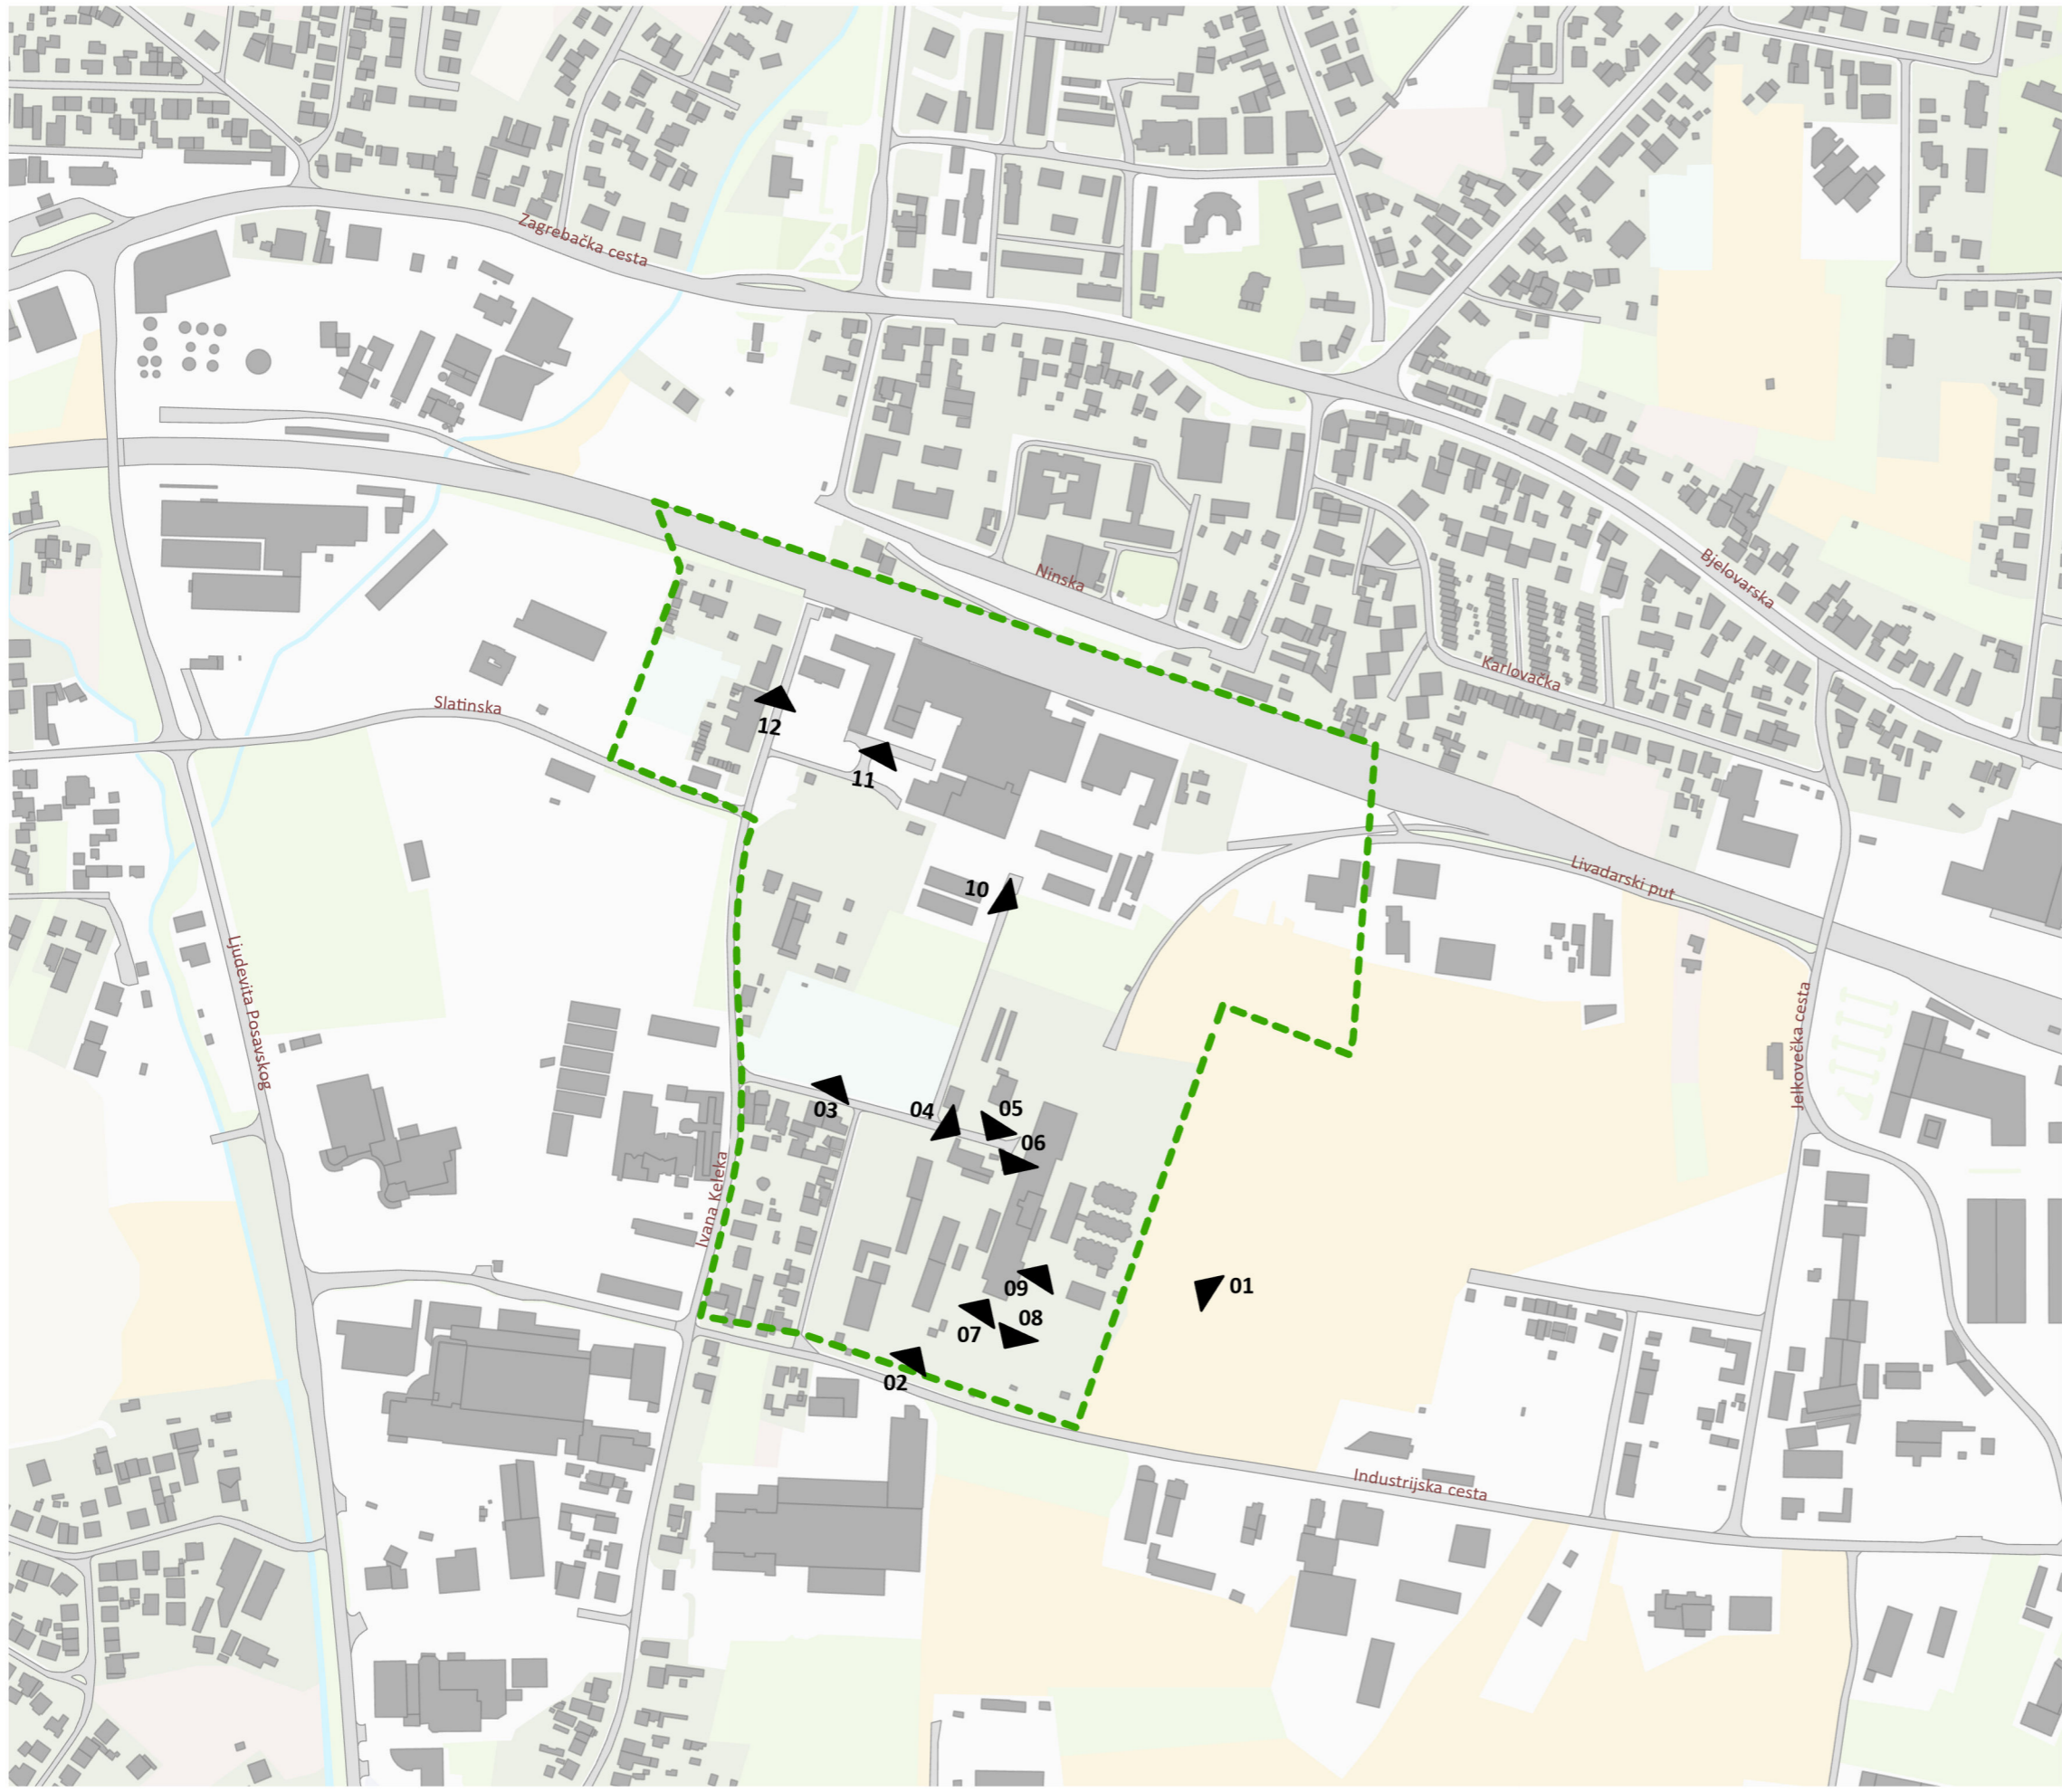 Zagrebačka cesta
Ninska
Bjelovarska
Karlovačka
Slatinska
12
11
Livadarski put
10
Ljudevita Posavskog
Jelkovečka cesta
03
04
05
06
Ivana Keleka
09
01
07
08
02
Industrijska cesta